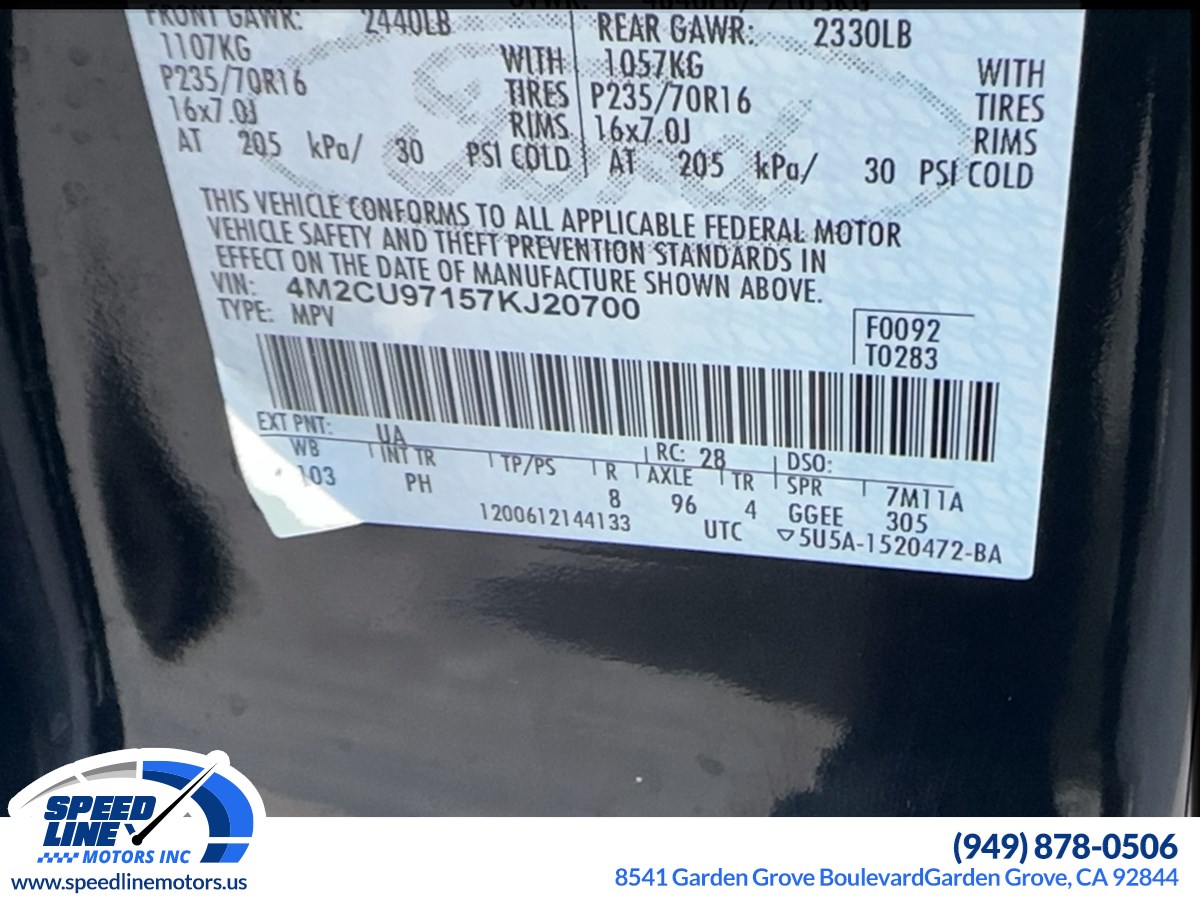 FRONT GAWR: 2440LB
1107KG WITH
P235/70R16 TIRES
16x7.0J RIMS
AT 205 kPa/ 30 PSI COLD
REAR GAWR: 2330LB
1057KG WITH
P235/70R16 TIRES
16x7.0J RIMS
AT 205 kPa/ 30 PSI COLD
THIS VEHICLE CONFORMS TO ALL APPLICABLE FEDERAL MOTOR
VEHICLE SAFETY AND THEFT PREVENTION STANDARDS IN
EFFECT ON THE DATE OF MANUFACTURE SHOWN ABOVE.
VIN: 4M2CU97157KJ20700
TYPE: MPV
F0092
T0283
EXT PNT: UA RC: 28 DSO:
WB INT TR TP/PS R AXLE TR SPR 7M11A
103 PH 8 96 4 GGEE 305
1200612144133 UTC ▽5U5A-1520472-BA
SPEED
LINE
MOTORS INC
www.speedlinemotors.us
(949) 878-0506
8541 Garden Grove BoulevardGarden Grove, CA 92844